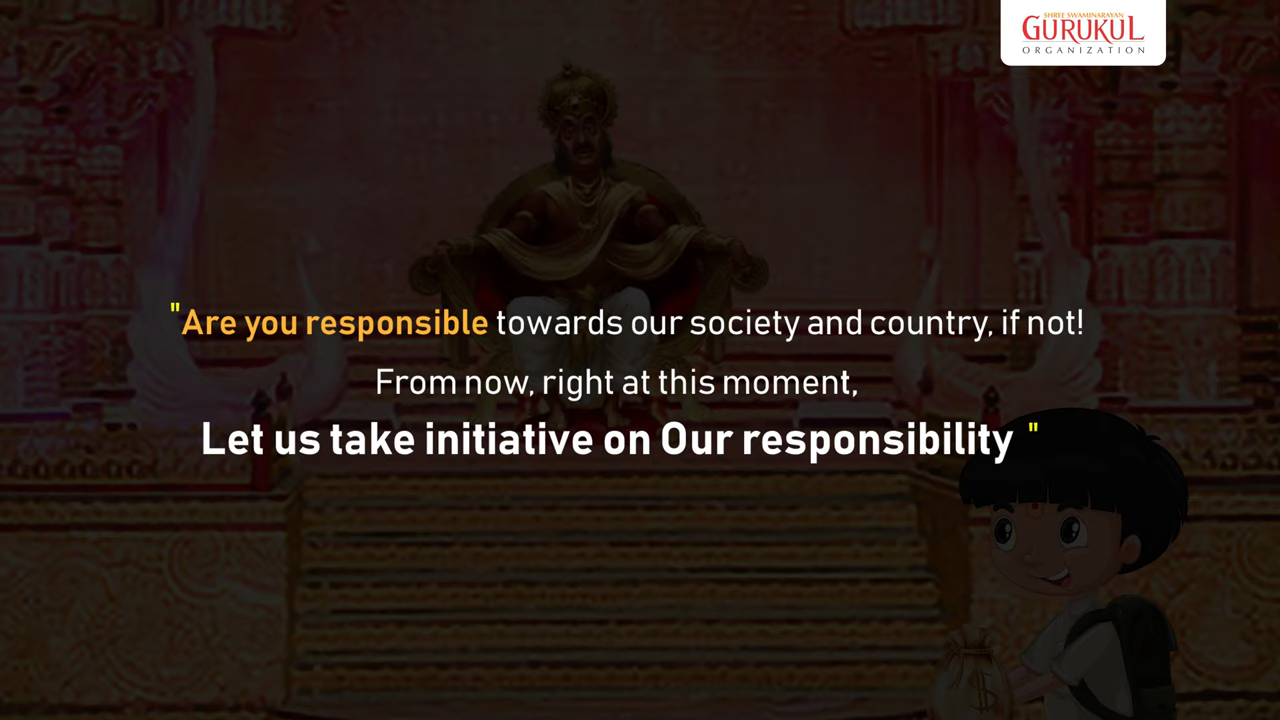 SHREE SWAMINARAYAN
GURUKUL
ORGANIZATION
"Are you responsible towards our society and country, if not!
From now, right at this moment,
Let us take initiative on Our responsibility "
$